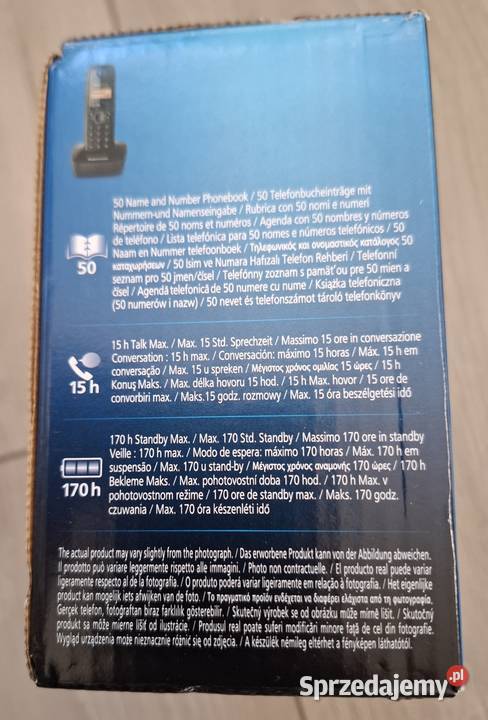 50 Name and Number Phonebook / 50 Telefonbucheinträge mit
Nummern-und Nameneingabe / Rubrica con 50 nomi e numeri
Répertoire de 50 noms et numéros / Agenda con 50 nombres y números
de teléfono / Lista telefónica para 50 nomes e números telefónicos / 50
Naam en Nummer telefoonboek / Τηλεφωνικός και ονομαστικός κατάλογος 50
καταχωρήσεων / 50 Isim ve Numara Hafızalı Telefon Rehberi / Telefonní
seznam pro 50 jmen/čísel / Telefónny zoznam s pamäťou pre 50 mien a
čísel / Agendă telefonică de 50 numere cu nume / Książka telefoniczna
(50 numerów i nazw) / 50 nevet és telefonszámot tároló telefonkönyv
50
15 h Talk Max. / Max. 15 Std. Sprechzeit / Massimo 15 ore in conversazione
Conversation : 15 h max. / Conversación: máximo 15 horas / Máx. 15 h em
conversação / Max. 15 u spreken / Μέγιστος χρόνος ομιλίας 15 ώρες / 15 h
Konuş Maks. / Max. délka hovoru 15 hod. / 15 h Max. hovor / 15 ore de
convorbiri max. / Maks.15 godz. rozmowy / Max. 15 óra beszélgetési idő
15 h
170 h Standby Max. / Max. 170 Std. Standby / Massimo 170 ore in standby
Veille : 170 h max. / Modo de espera: máximo 170 horas / Máx. 170 h em
suspensão / Max. 170 u stand-by / Μέγιστος χρόνος αναμονής 170 ώρες / 170 h
Bekleme Maks. / Max. pohotovostní doba 170 hod. / 170 h Max. v
pohotovostnom režime / 170 ore de standby max. / Maks. 170 godz.
czuwania / Max. 170 óra készenléti idő
170 h
The actual product may vary slightly from the photograph. / Das erworbene Produkt kann von der Abbildung abweichen.
Il prodotto può variare leggermente rispetto alle immagini. / Photo non contractuelle. / El producto real puede variar
ligeramente respecto al de la fotografía. / O produto poderá variar ligeiramente em relação à fotografia. / Het eigenlijke
product kan mogelijk iets afwijken van de foto. / Το πραγματικό προϊόν ενδέχεται να διαφέρει ελάχιστα από τη φωτογραφία.
Gerçek telefon, fotoğraftan biraz farklılık gösterebilir. / Skutečný výrobek se od obrázku může mírně lišit. / Skutočný
produkt sa môže mierne líšiť od ilustrácie. / Produsul real poate suferi modificări minore faţă de cel din fotografie.
Wygląd urządzenia może nieznacznie różnić się od zdjęcia. / A készülék némileg eltérhet a fényképen láthatótól.
Sprzedajemy.pl